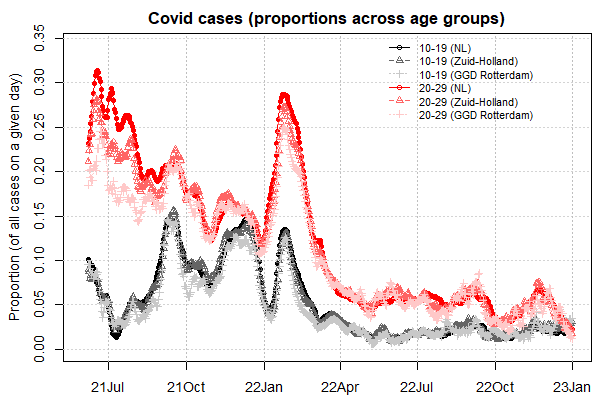 Covid cases (proportions across age groups)
Proportion (of all cases on a given day)
0.35
0.30
0.25
0.20
0.15
0.10
0.05
0.00
10-19 (NL)
10-19 (Zuid-Holland)
10-19 (GGD Rotterdam)
20-29 (NL)
20-29 (Zuid-Holland)
20-29 (GGD Rotterdam)
21Jul 21Oct 22Jan 22Apr 22Jul 22Oct 23Jan